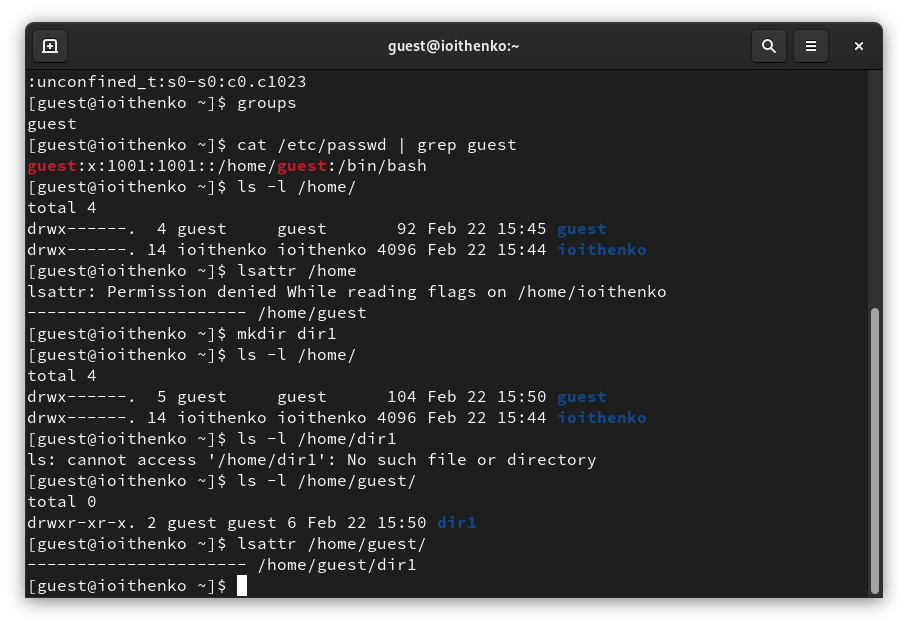 guest@ioithenko:~
:unconfined_t:s0-s0:c0.c1023
[guest@ioithenko ~]$ groups
guest
[guest@ioithenko ~]$ cat /etc/passwd | grep guest
guest:x:1001:1001::/home/guest:/bin/bash
[guest@ioithenko ~]$ ls -l /home/
total 4
drwx------.  4 guest     guest       92 Feb 22 15:45 guest
drwx------. 14 ioithenko ioithenko 4096 Feb 22 15:44 ioithenko
[guest@ioithenko ~]$ lsattr /home
lsattr: Permission denied While reading flags on /home/ioithenko
---------------------- /home/guest
[guest@ioithenko ~]$ mkdir dir1
[guest@ioithenko ~]$ ls -l /home/
total 4
drwx------.  5 guest     guest      104 Feb 22 15:50 guest
drwx------. 14 ioithenko ioithenko 4096 Feb 22 15:44 ioithenko
[guest@ioithenko ~]$ ls -l /home/dir1
ls: cannot access '/home/dir1': No such file or directory
[guest@ioithenko ~]$ ls -l /home/guest/
total 0
drwxr-xr-x. 2 guest guest 6 Feb 22 15:50 dir1
[guest@ioithenko ~]$ lsattr /home/guest/
---------------------- /home/guest/dir1
[guest@ioithenko ~]$